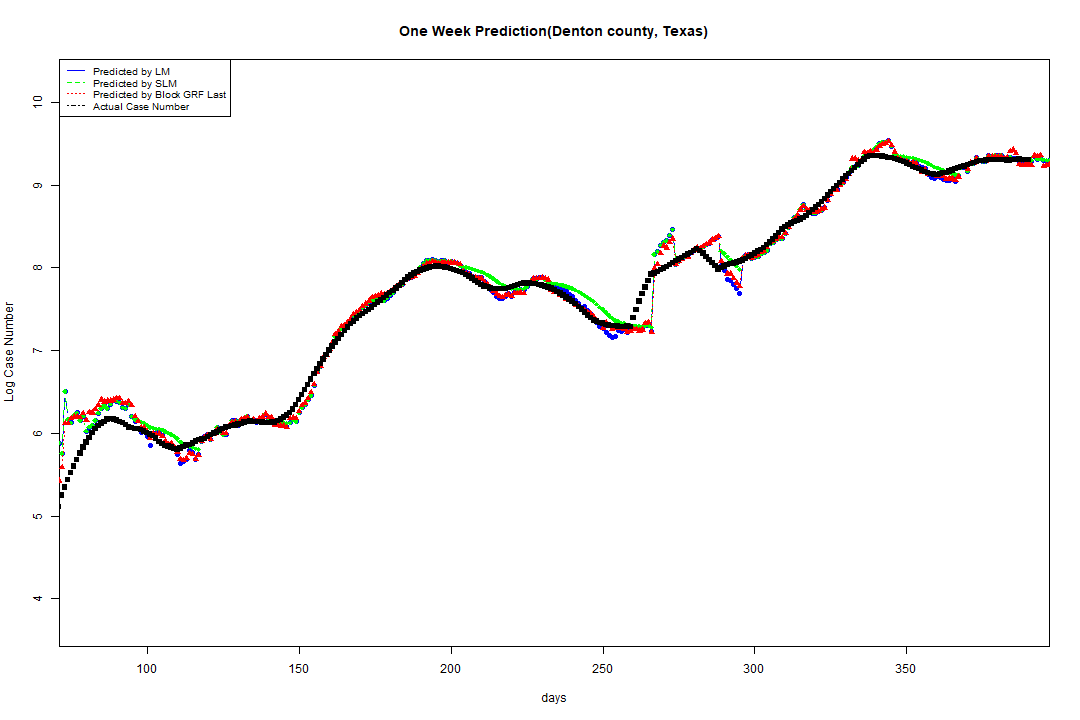 One Week Prediction(Denton county, Texas)
Predicted by LM
Predicted by SLM
Predicted by Block GRF Last
Actual Case Number
10
9
8
7
6
5
4
Log Case Number
100 150 200 250 300 350
days